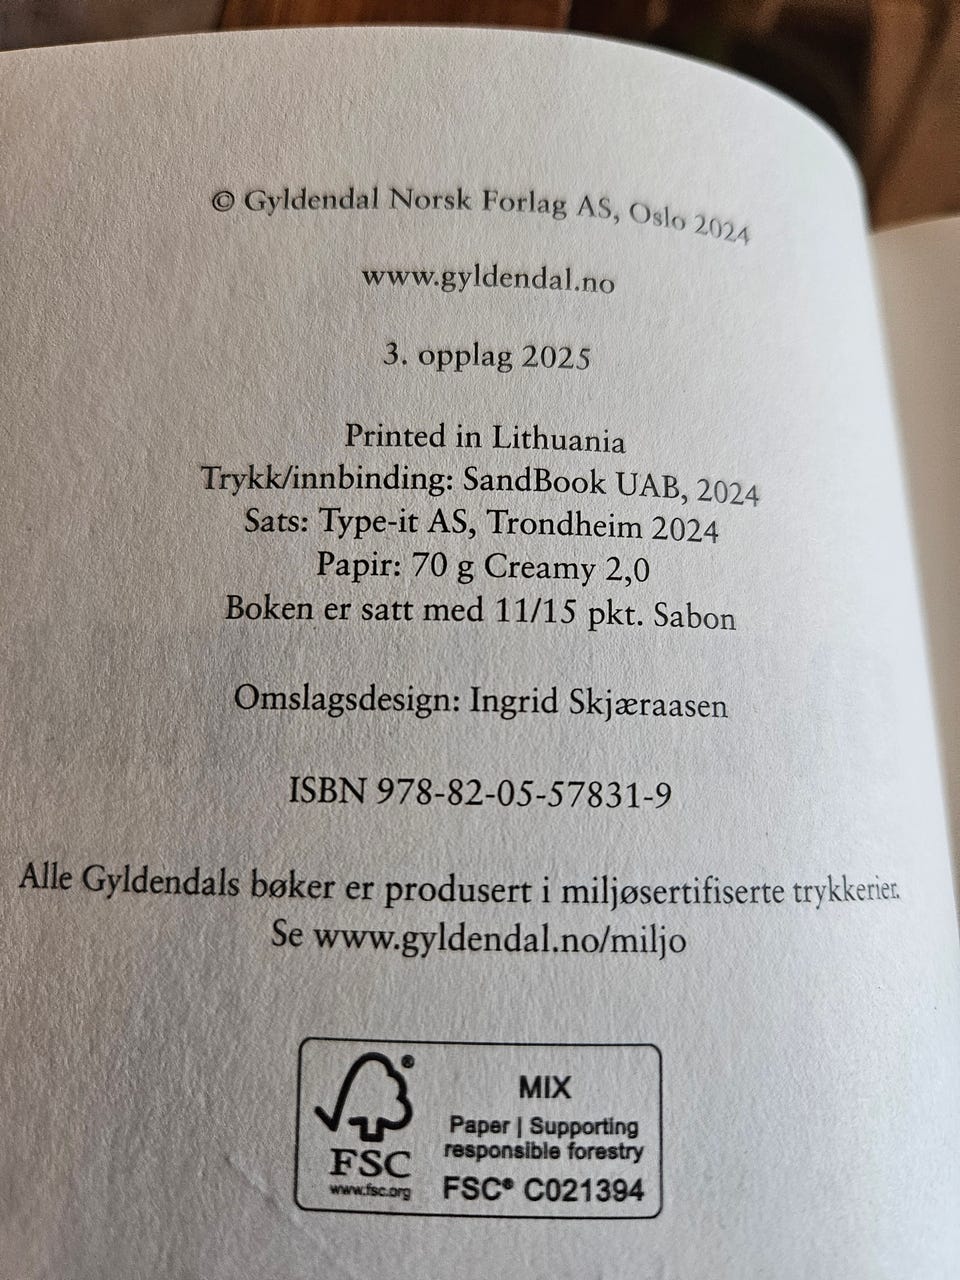 © Gyldendal Norsk Forlag AS, Oslo 2024
www.gyldendal.no
3. opplag 2025
Printed in Lithuania
Trykk/innbinding: SandBook UAB, 2024
Sats: Type-it AS, Trondheim 2024
Papir: 70 g Creamy 2,0
Boken er satt med 11/15 pkt. Sabon
Omslagsdesign: Ingrid Skjæraasen
ISBN 978-82-05-57831-9
Alle Gyldendals bøker er produsert i miljøsertifiserte trykkerier.
Se www.gyldendal.no/miljo
®
FSC
www.fsc.org
MIX
Paper | Supporting
responsible forestry
FSC® C021394